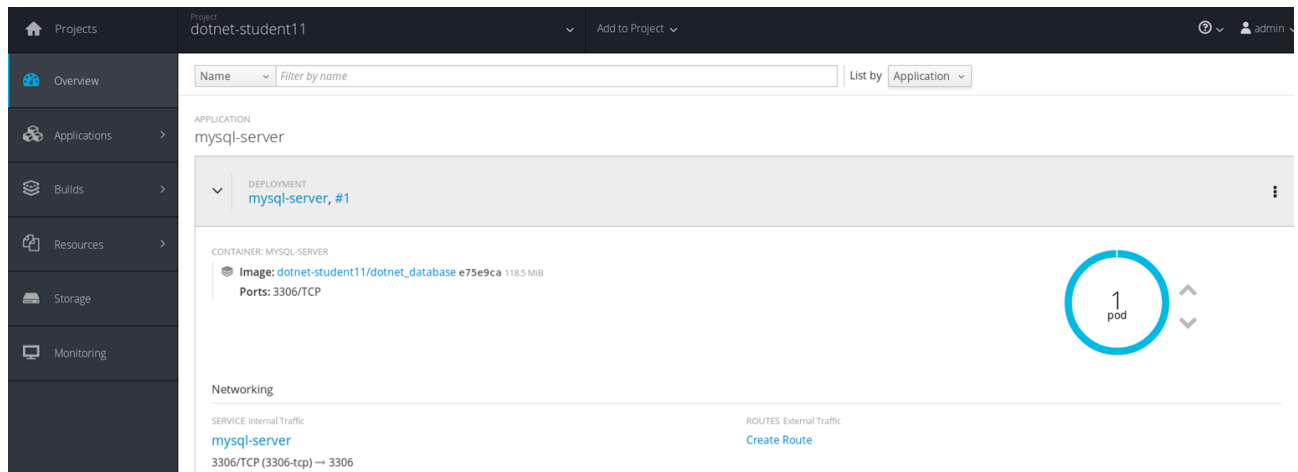 Projects
Project
dotnet-student11
Add to Project
admin
Overview
Name
Filter by name
List by
Application
Applications
APPLICATION
mysql-server
Builds
DEPLOYMENT
mysql-server, #1
Resources
CONTAINER: MYSQL-SERVER
Image: dotnet-student11/dotnet_database e75e9ca 118.5 MiB
Ports: 3306/TCP
1
pod
Storage
Monitoring
Networking
SERVICE Internal Traffic
ROUTES External Traffic
mysql-server
Create Route
3306/TCP (3306-tcp) → 3306